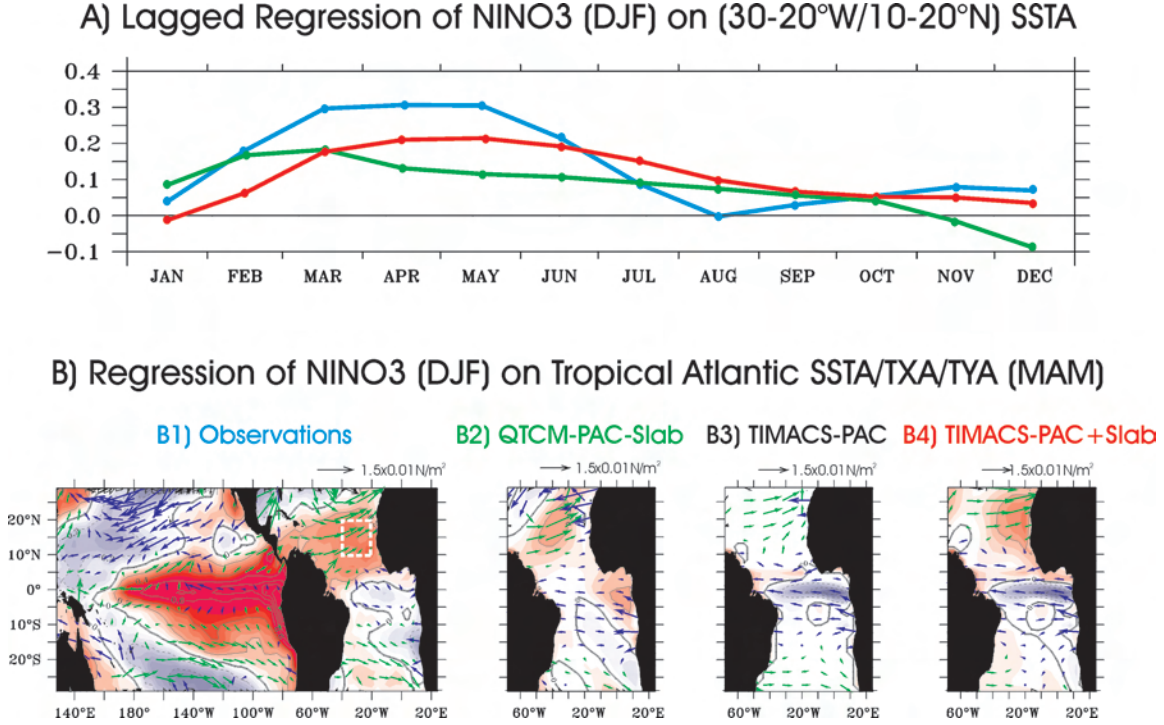 A) Lagged Regression of NINO3 (DJF) on (30-20°W/10-20°N) SSTA
0.4
0.3
0.2
0.1
0.0
−0.1
JAN FEB MAR APR MAY JUN JUL AUG SEP OCT NOV DEC
B) Regression of NINO3 (DJF) on Tropical Atlantic SSTA/TXA/TYA (MAM)
B1) Observations B2) QTCM-PAC-Slab B3) TIMACS-PAC B4) TIMACS-PAC+Slab
1.5x0.01N/m² 1.5x0.01N/m² 1.5x0.01N/m² 1.5x0.01N/m²
20°N
10°N
0°
10°S
20°S
140°E 180° 140°W 100°W 60°W 20°W 20°E 60°W 20°W 20°E 60°W 20°W 20°E 60°W 20°W 20°E